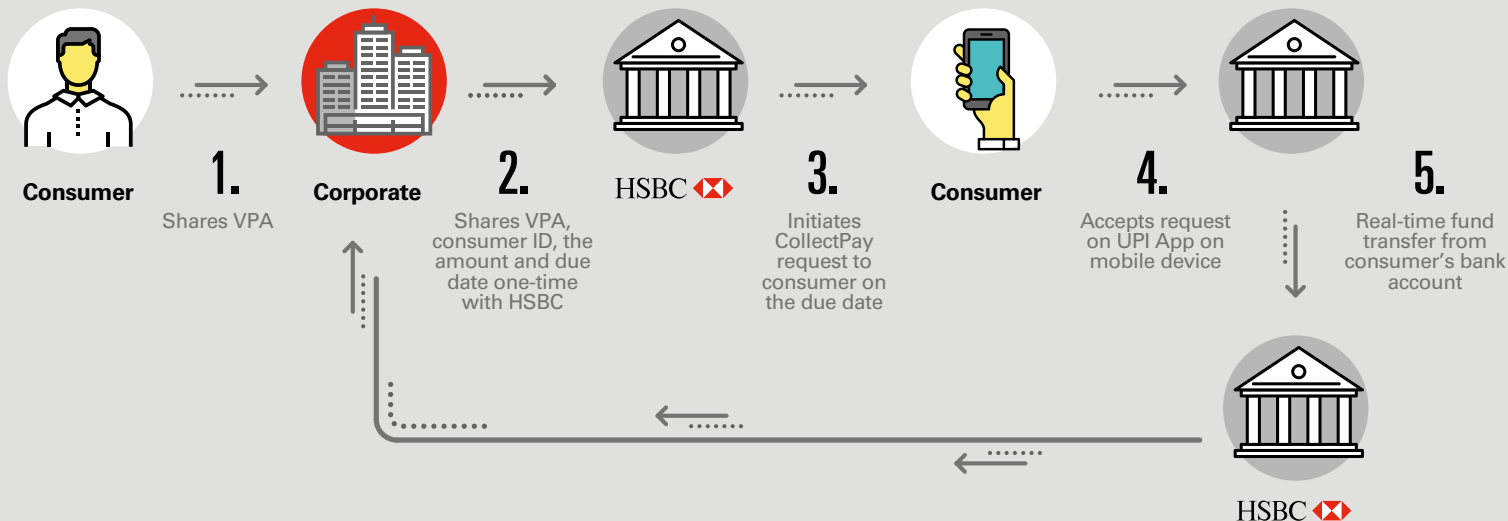 Consumer
1.
Shares VPA
Corporate
2.
Shares VPA,
consumer ID, the
amount and due
date one-time
with HSBC
HSBC
3.
Initiates
CollectPay
request to
consumer on
the due date
Consumer
4.
Accepts request
on UPI App on
mobile device
5.
Real-time fund
transfer from
consumer's bank
account
HSBC